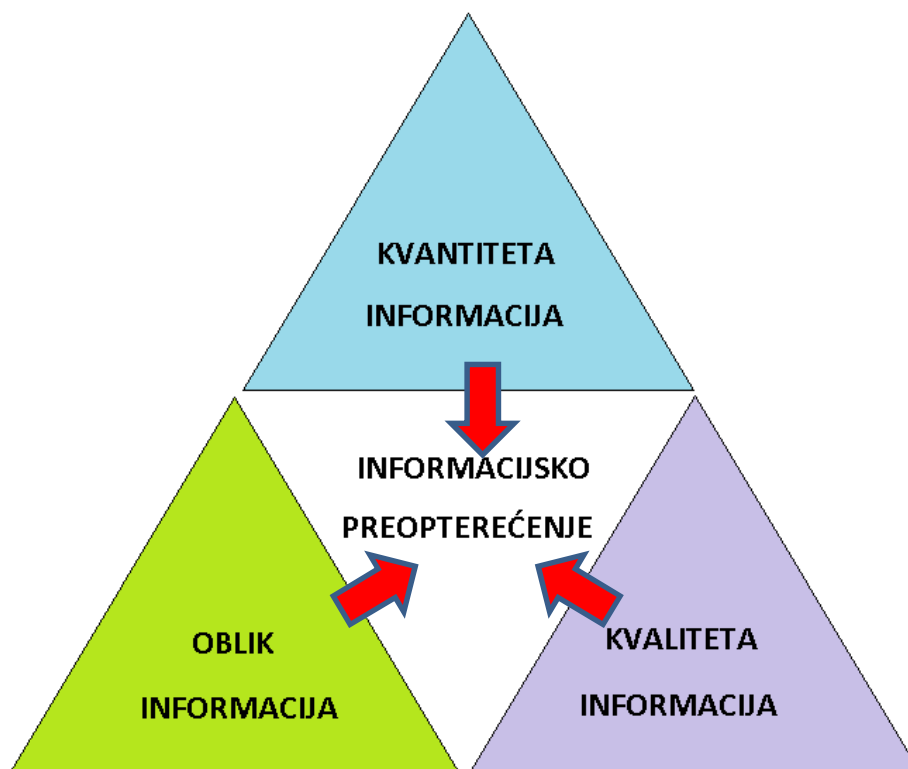 KVANTITETA
INFORMACIJA
INFORMACIJSKO
PREOPTEREĆENJE
OBLIK
INFORMACIJA
KVALITETA
INFORMACIJA